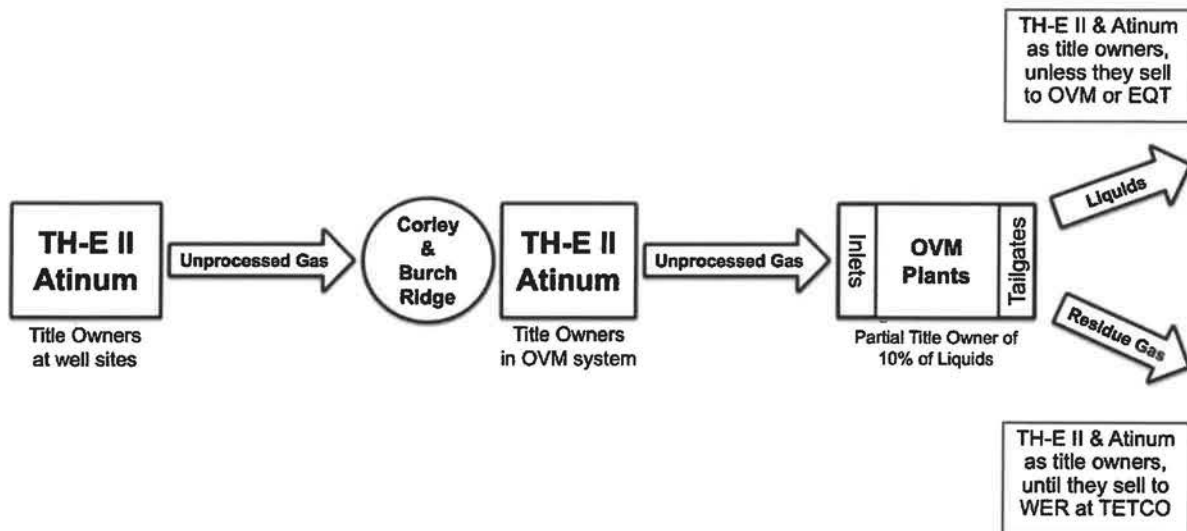 TH-E II & Atinum
as title owners,
unless they sell
to OVM or EQT
Liquids
TH-E II
Atinum
Title Owners
at well sites
Unprocessed Gas
Corley
&
Burch
Ridge
TH-E II
Atinum
Title Owners
in OVM system
Unprocessed Gas
Inlets
OVM
Plants
Tailgates
Partial Title Owner of
10% of Liquids
Residue Gas
TH-E II & Atinum
as title owners,
until they sell to
WER at TETCO